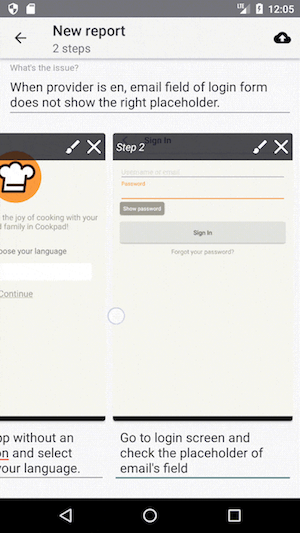 12:05
New report
2 steps
What's the issue?
When provider is en, email field of login form
does not show the right placeholder.
Sign In
Step 2
the joy of cooking with your
family in Cookpad!
your language
Continue
Username or email
Password
Show password
Sign In
Forgot your password?
without an
and select
your language.
Go to login screen and
check the placeholder of
email's field